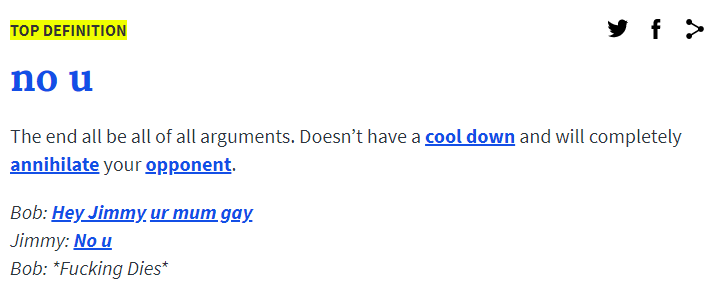 TOP DEFINITION
no u
The end all be all of all arguments. Doesn't have a cool down and will completely
annihilate your opponent.
Bob: Hey Jimmy ur mum gay
Jimmy: No u
Bob: *Fucking Dies*